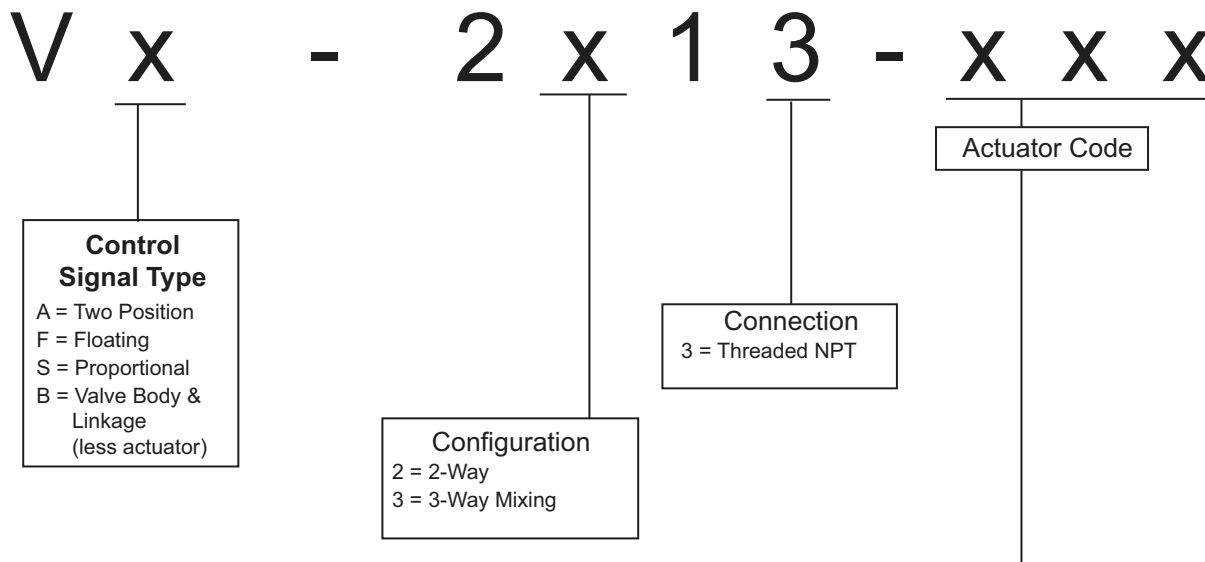 V x - 2 x 1 3 - x x x
Actuator Code
Control
Signal Type
A = Two Position
F = Floating
S = Proportional
B = Valve Body &
Linkage
(less actuator)
Connection
3 = Threaded NPT
Configuration
2 = 2-Way
3 = 3-Way Mixing